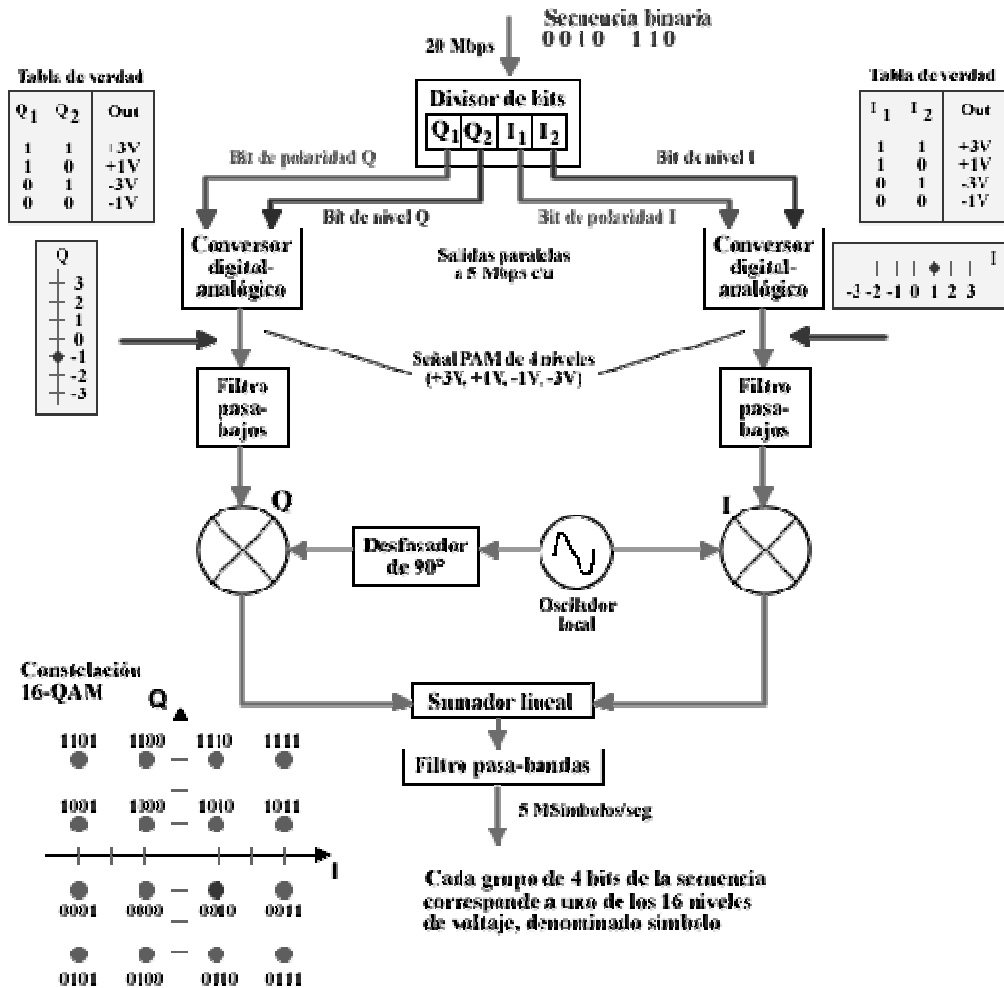 Secuencia binaria
0 0 1 0 1 1 0
20 Mbps
Tabla de verdad
Q1 Q2 Out
1 1 +3V
1 0 +1V
0 1 -3V
0 0 -1V
Divisor de bits
Q1 Q2 I1 I2
Tabla de verdad
I1 I2 Out
1 1 +3V
1 0 +1V
0 1 -3V
0 0 -1V
Bit de polaridad Q
Bit de nivel I
Bit de nivel Q
Bit de polaridad I
Conversor
digital-
analógico
Salidas paralelas
a 5 Mbps c/u
Conversor
digital-
analógico
Q
3
2
1
0
-1
-2
-3
I
-3 -2 -1 0 1 2 3
Señal PAM de 4 niveles
(+3V, +1V, -1V, -3V)
Filtro
pasa-
bajos
Filtro
pasa-
bajos
Q
I
Desfasador
de 90°
Oscilador
local
Constelación
16-QAM
Q
Sumador lineal
Filtro pasa-bandas
5 MSimbolos/seg
1101 1100 1110 1111
1001 1000 1010 1011
I
0001 0000 0010 0011
0101 0100 0110 0111
Cada grupo de 4 bits de la secuencia
corresponde a uno de los 16 niveles
de voltaje, denominado simbolo